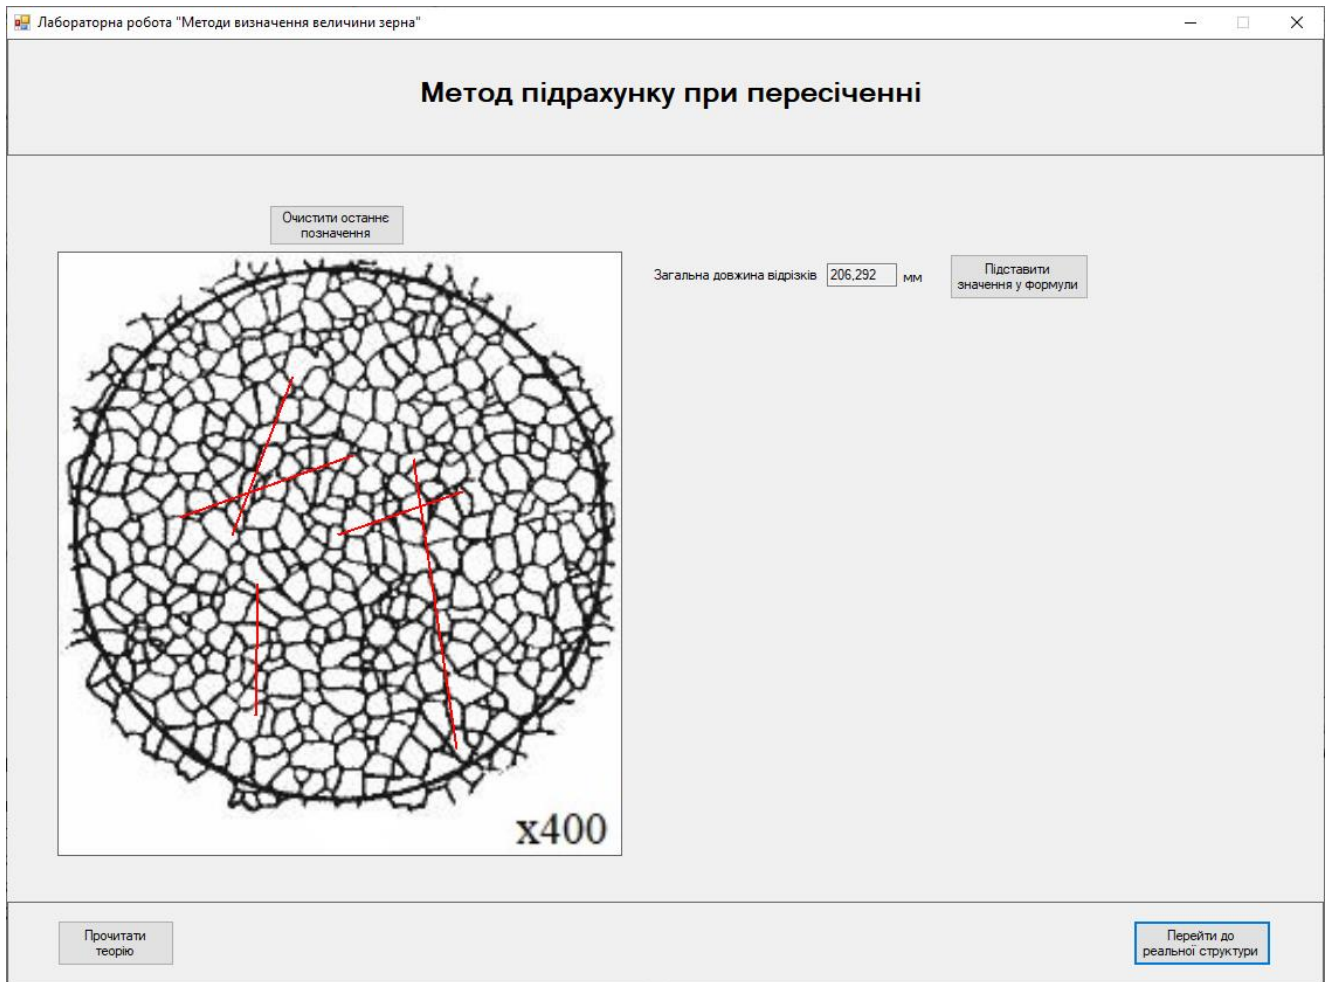 Лабораторна робота "Методи визначення величини зерна"
Метод підрахунку при пересіченні
Очистити останнє
позначення
Загальна довжина відрізків 206,292 мм
Підставити
значення у формули
x400
Прочитати
теорію
Перейти до
реальної структури